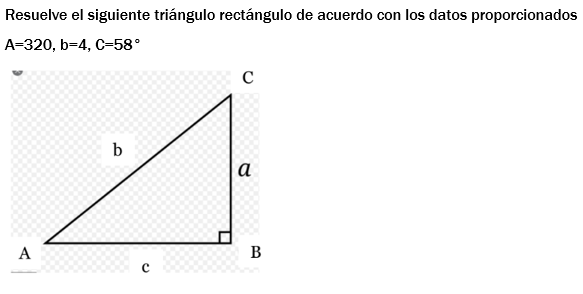 Resuelve el siguiente triángulo rectángulo de acuerdo con los datos proporcionados
A=320, b=4, C=58°
C
b
a
A
B
c